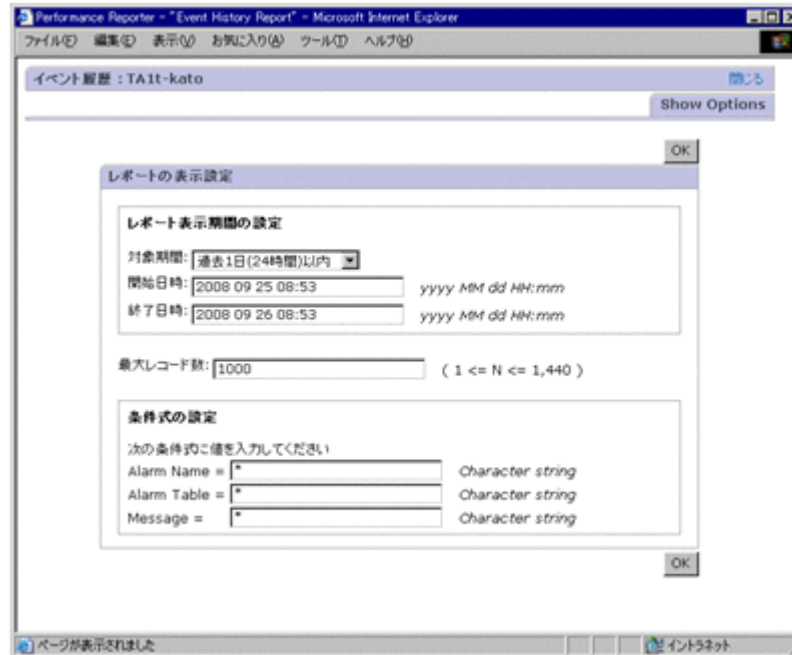 Performance Reporter - "Event History Report" - Microsoft Internet Explorer
ファイル(F) 編集(E) 表示(V) お気に入り(A) ツール(T) ヘルプ(H)
イベント履歴 : TA1t-kato 閉じる
Show Options
OK
レポートの表示設定
レポート表示期間の設定
対象期間: 過去1日(24時間)以内
開始日時: 2008 09 25 08:53 yyyy MM dd HH:mm
終了日時: 2008 09 26 08:53 yyyy MM dd HH:mm
最大レコード数: 1000 ( 1 <= N <= 1,440 )
条件式の設定
次の条件式に値を入力してください
Alarm Name = * Character string
Alarm Table = * Character string
Message = * Character string
OK
ページが表示されました イントラネット